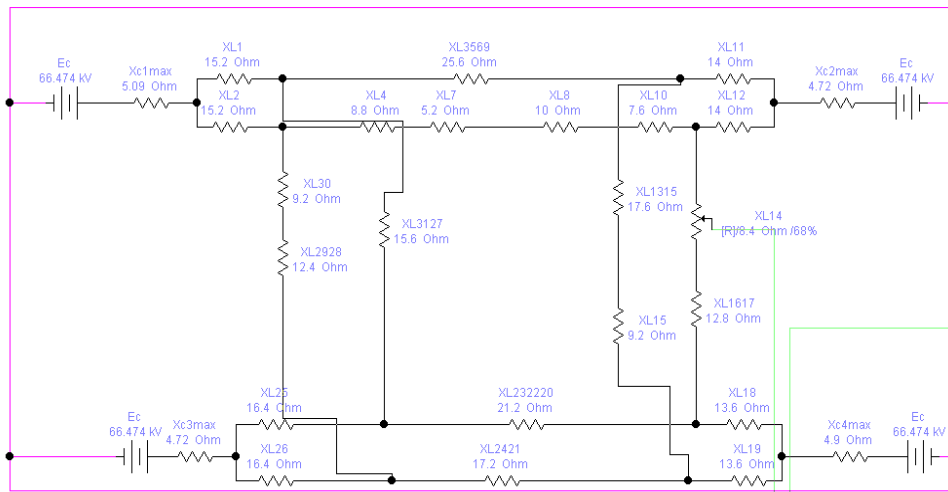 XL1
15.2 Ohm
XL3569
25.6 Ohm
XL11
14 Ohm
Ec
66.474 kV
Xc1max
5.09 Ohm
Xc2max
4.72 Ohm
Ec
66.474 kV
XL2
15.2 Ohm
XL4
8.8 Ohm
XL7
5.2 Ohm
XL8
10 Ohm
XL10
7.6 Ohm
XL12
14 Ohm
XL30
9.2 Ohm
XL1315
17.6 Ohm
XL3127
15.6 Ohm
XL14
[R]/8.4 Ohm /68%
XL2928
12.4 Ohm
XL15
9.2 Ohm
XL1617
12.8 Ohm
XL25
16.4 Ohm
XL232220
21.2 Ohm
XL18
13.6 Ohm
Ec
66.474 kV
Xc3max
4.72 Ohm
Xc4max
4.9 Ohm
Ec
66.474 kV
XL26
16.4 Ohm
XL2421
17.2 Ohm
XL19
13.6 Ohm